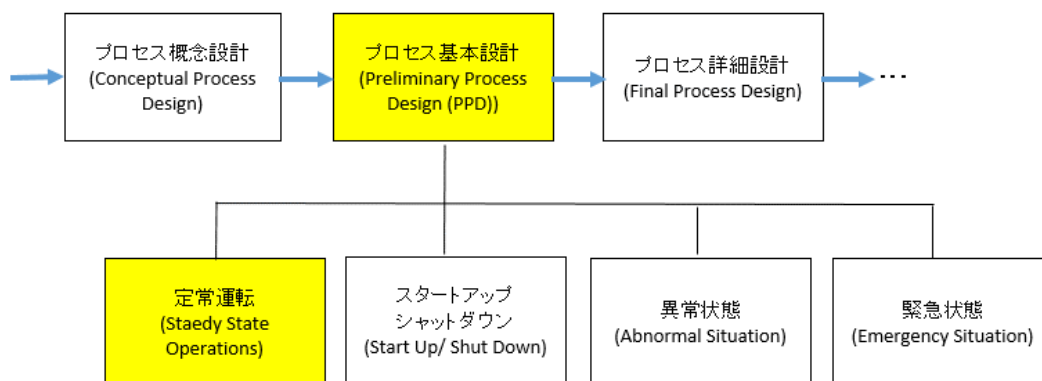 プロセス概念設計
(Conceptual Process
Design)
プロセス基本設計
(Preliminary Process
Design (PPD))
プロセス詳細設計
(Final Process Design)
・・・
定常運転
(Staedy State
Operations)
スタートアップ
シャットダウン
(Start Up/ Shut Down)
異常状態
(Abnormal Situation)
緊急状態
(Emergency Situation)